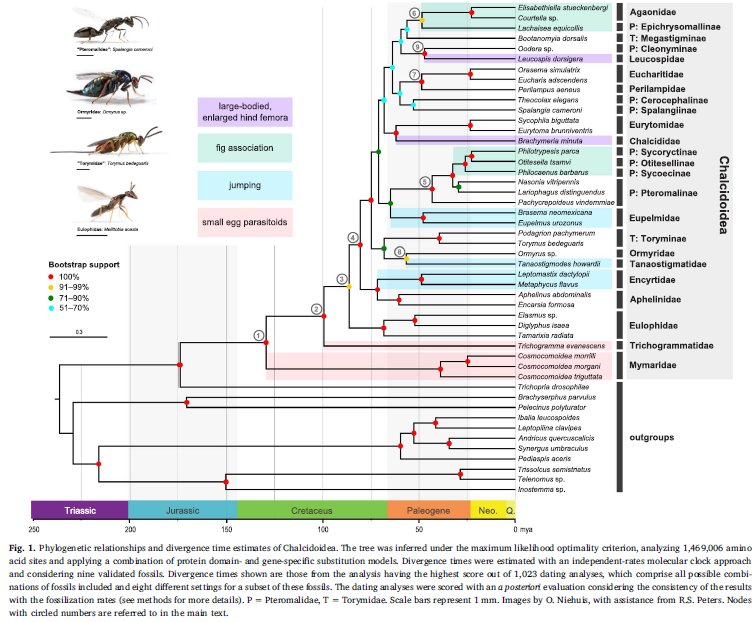 "Pteromalidae": Spalangia cameroni
Ormyridae: Ormyrus sp.
"Torymidae": Torymus bedeguaris
Eulophidae: Melittobia acasta
large-bodied,
enlarged hind femora
fig association
jumping
small egg parasitoids
Bootstrap support
100%
91–99%
71–90%
51–70%
0.3
1
2
3
4
5
6
7
8
9
Elisabethiella stueckenbergi
Courtella sp.
Lachaisea equicollis
Bootanomyia dorsalis
Oodera sp.
Leucospis dorsigera
Orasema simulatrix
Eucharis adscendens
Perilampus aeneus
Theocolax elegans
Spalangia cameroni
Sycophila biguttata
Eurytoma brunniventris
Brachymeria minuta
Philotrypesis parca
Otitesella tsamvi
Philocaenus barbarus
Nasonia vitripennis
Lariophagus distinguendus
Pachycrepoideus vindemmiae
Brasema neomexicana
Eupelmus urozonus
Podagrion pachymerum
Torymus bedeguaris
Ormyrus sp.
Tanaostigmodes howardii
Leptomastix dactylopii
Metaphycus flavus
Aphelinus abdominalis
Encarsia formosa
Elasmus sp.
Diglyphus isaea
Tamarixia radiata
Trichogramma evanescens
Cosmocomoidea morrilli
Cosmocomoidea morgani
Cosmocomoidea triguttata
Trichopria drosophilae
Brachyserphus parvulus
Pelecinus polyturator
Ibalia leucospoides
Leptopilina clavipes
Andricus quercuscalicis
Synergus umbraculus
Pediaspis aceris
Trissolcus semistriatus
Telenomus sp.
Inostemma sp.
Agaonidae
P: Epichrysomallinae
T: Megastigminae
P: Cleonyminae
Leucospidae
Eucharitidae
Perilampidae
P: Cerocephalinae
P: Spalangiinae
Eurytomidae
Chalcididae
P: Sycoryctinae
P: Otitesellinae
P: Sycoecinae
P: Pteromalinae
Eupelmidae
T: Toryminae
Ormyridae
Tanaostigmatidae
Encyrtidae
Aphelinidae
Eulophidae
Trichogrammatidae
Mymaridae
outgroups
Chalcidoidea
Triassic
Jurassic
Cretaceous
Paleogene
Neo.
Q.
250
200
150
100
50
0 mya
Fig. 1. Phylogenetic relationships and divergence time estimates of Chalcidoidea. The tree was inferred under the maximum likelihood optimality criterion, analyzing 1,469,006 amino
acid sites and applying a combination of protein domain- and gene-specific substitution models. Divergence times were estimated with an independent-rates molecular clock approach
and considering nine validated fossils. Divergence times shown are those from the analysis having the highest score out of 1,023 dating analyses, which comprise all possible combi-
nations of fossils included and eight different settings for a subset of these fossils. The dating analyses were scored with an a posteriori evaluation considering the consistency of the results
with the fossilization rates (see methods for more details). P = Pteromalidae, T = Torymidae. Scale bars represent 1 mm. Images by O. Niehuis, with assistance from R.S. Peters. Nodes
with circled numbers are referred to in the main text.